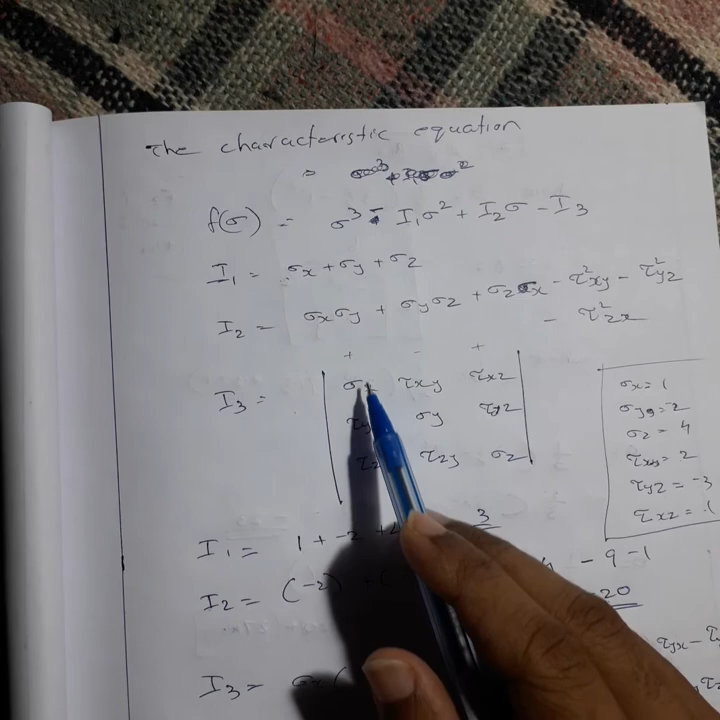 The characteristic equation
f(σ) = σ³ - I₁σ² + I₂σ - I₃
I₁ = σx + σy + σz
I₂ = σxσy + σyσz + σzσx - τ²xy - τ²yz
- τ²zx
+ - +
I₃ = σx τxy τxz
σy τyz
τzy σz
σx = 1
σy = -2
σz = 4
τxy = 2
τyz = -3
τxz = 1
I₁ = 1 + -2 + 3
I₂ = (-2) - 9 - 1
-20
I₃ = σx(
τyx